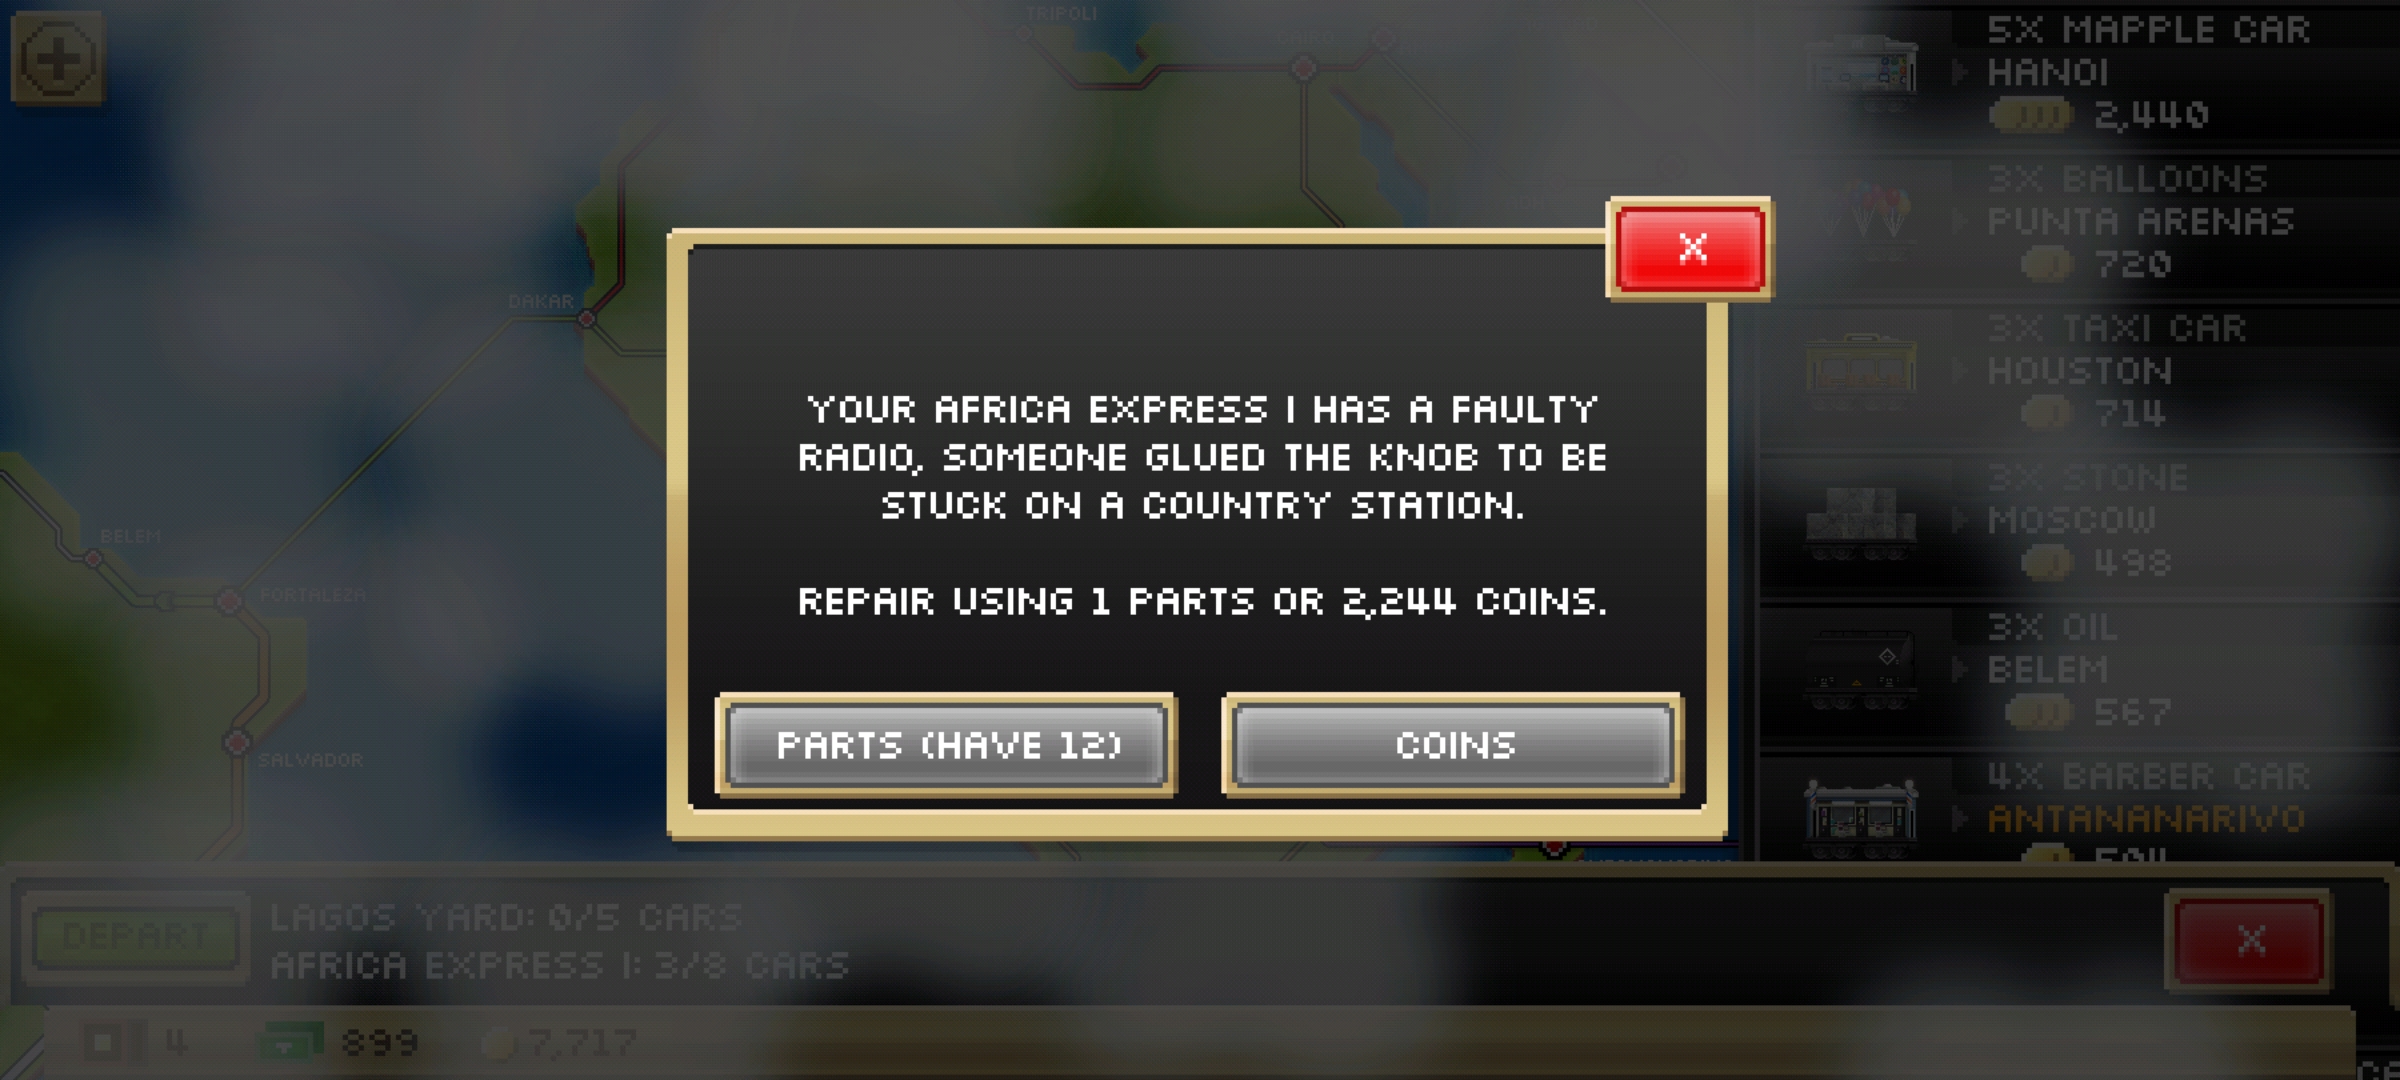 TRIPOLI
DAKAR
BELEM
FORTALEZA
SALVADOR
5X MAPPLE CAR
HANOI
2,440
3X BALLOONS
PUNTA ARENAS
720
3X TAXI CAR
HOUSTON
714
3X STONE
MOSCOW
498
3X OIL
BELEM
567
4X BARBER CAR
ANTANANARIVO
X
YOUR AFRICA EXPRESS I HAS A FAULTY
RADIO, SOMEONE GLUED THE KNOB TO BE
STUCK ON A COUNTRY STATION.
REPAIR USING 1 PARTS OR 2,244 COINS.
PARTS (HAVE 12)
COINS
DEPART
LAGOS YARD: 0/5 CARS
AFRICA EXPRESS I: 3/8 CARS
X
4
899
7,717